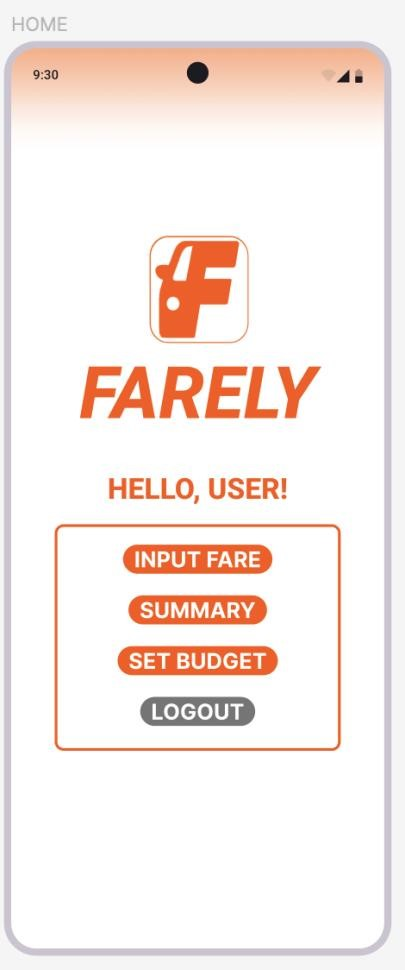 HOME
9:30
FARELY
HELLO, USER!
INPUT FARE
SUMMARY
SET BUDGET
LOGOUT